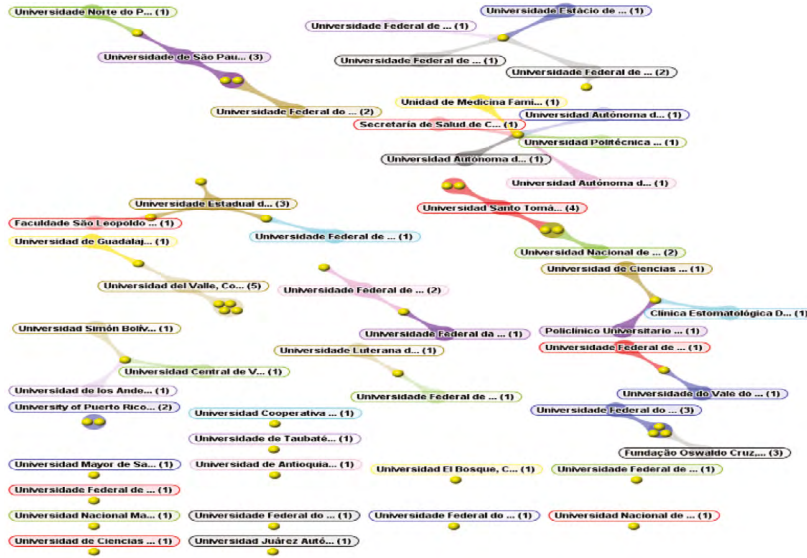 Universidade Norte do P... (1)
Universidade Estácio de ... (1)
Universidade Federal de ... (1)
Universidade de São Pau... (3)
Universidade Federal de ... (1)
Universidade Federal de ... (2)
Universidade Federal do ... (2)
Unidad de Medicina Fami... (1)
Universidad Autónoma d... (1)
Secretaría de Salud de C... (1)
Universidad Politécnica ... (1)
Universidad Autónoma d... (1)
Universidad Autónoma d... (1)
Universidade Estadual d... (3)
Universidad Santo Tomá... (4)
Faculdade São Leopoldo ... (1)
Universidade Federal de ... (1)
Universidad de Guadalaj... (1)
Universidad Nacional de ... (2)
Universidad de Ciencias ... (1)
Universidad del Valle, Co... (5)
Universidade Federal de ... (2)
Clínica Estomatológica D... (1)
Universidad Simón Bolív... (1)
Universidade Federal da ... (1)
Policlínico Universitario ... (1)
Universidade Luterana d... (1)
Universidade Federal de ... (1)
Universidad Central de V... (1)
Universidad de los Ande... (1)
Universidade Federal de ... (1)
Universidade do Vale do ... (1)
University of Puerto Rico... (2)
Universidad Cooperativa ... (1)
Universidade Federal do ... (3)
Universidade de Taubaté... (1)
Fundação Oswaldo Cruz,... (3)
Universidad Mayor de Sa... (1)
Universidad de Antioquia... (1)
Universidad El Bosque, C... (1)
Universidade Federal de ... (1)
Universidade Federal de ... (1)
Universidad Nacional Ma... (1)
Universidade Federal do ... (1)
Universidade Federal do ... (1)
Universidad Nacional de ... (1)
Universidad de Ciencias ... (1)
Universidad Juárez Autó... (1)